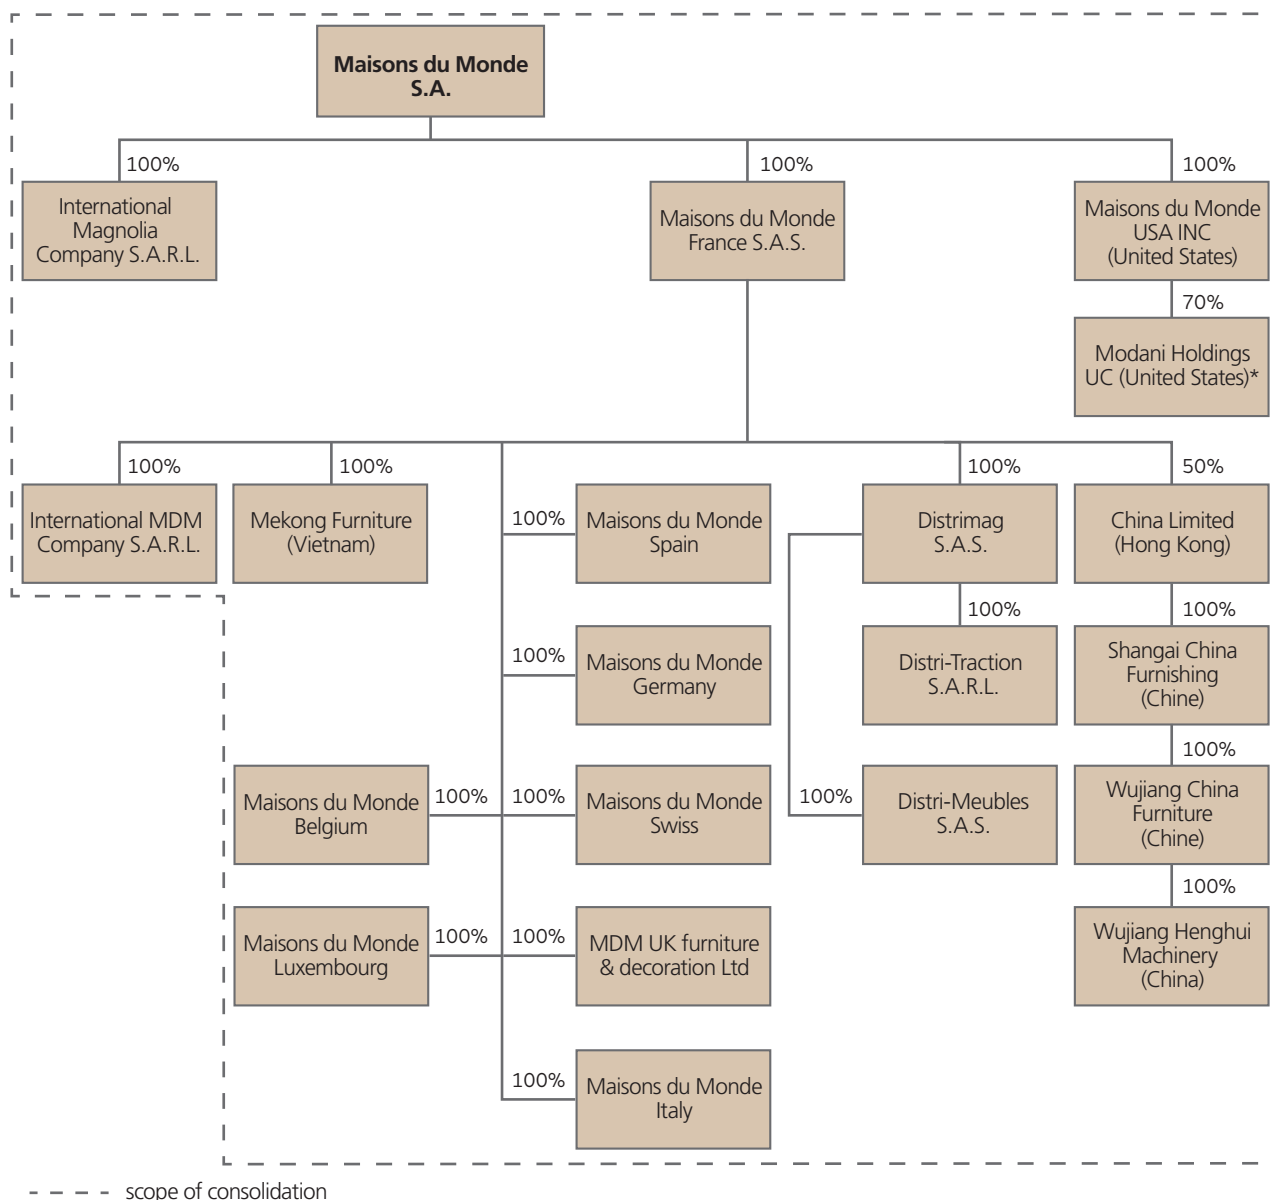 Maisons du Monde
S.A.
100%
100%
100%
International
Magnolia
Company S.A.R.L.
Maisons du Monde
France S.A.S.
Maisons du Monde
USA INC
(United States)
70%
Modani Holdings
UC (United States)*
100%
100%
100%
50%
International MDM
Company S.A.R.L.
Mekong Furniture
(Vietnam)
100%
Maisons du Monde
Spain
Distrimag
S.A.S.
China Limited
(Hong Kong)
100%
100%
100%
Maisons du Monde
Germany
Distri-Traction
S.A.R.L.
Shangai China
Furnishing
(Chine)
100%
Maisons du Monde
Belgium
100%
100%
Maisons du Monde
Swiss
100%
Distri-Meubles
S.A.S.
Wujiang China
Furniture
(Chine)
100%
Maisons du Monde
Luxembourg
100%
100%
MDM UK furniture
& decoration Ltd
Wujiang Henghui
Machinery
(China)
100%
Maisons du Monde
Italy
scope of consolidation